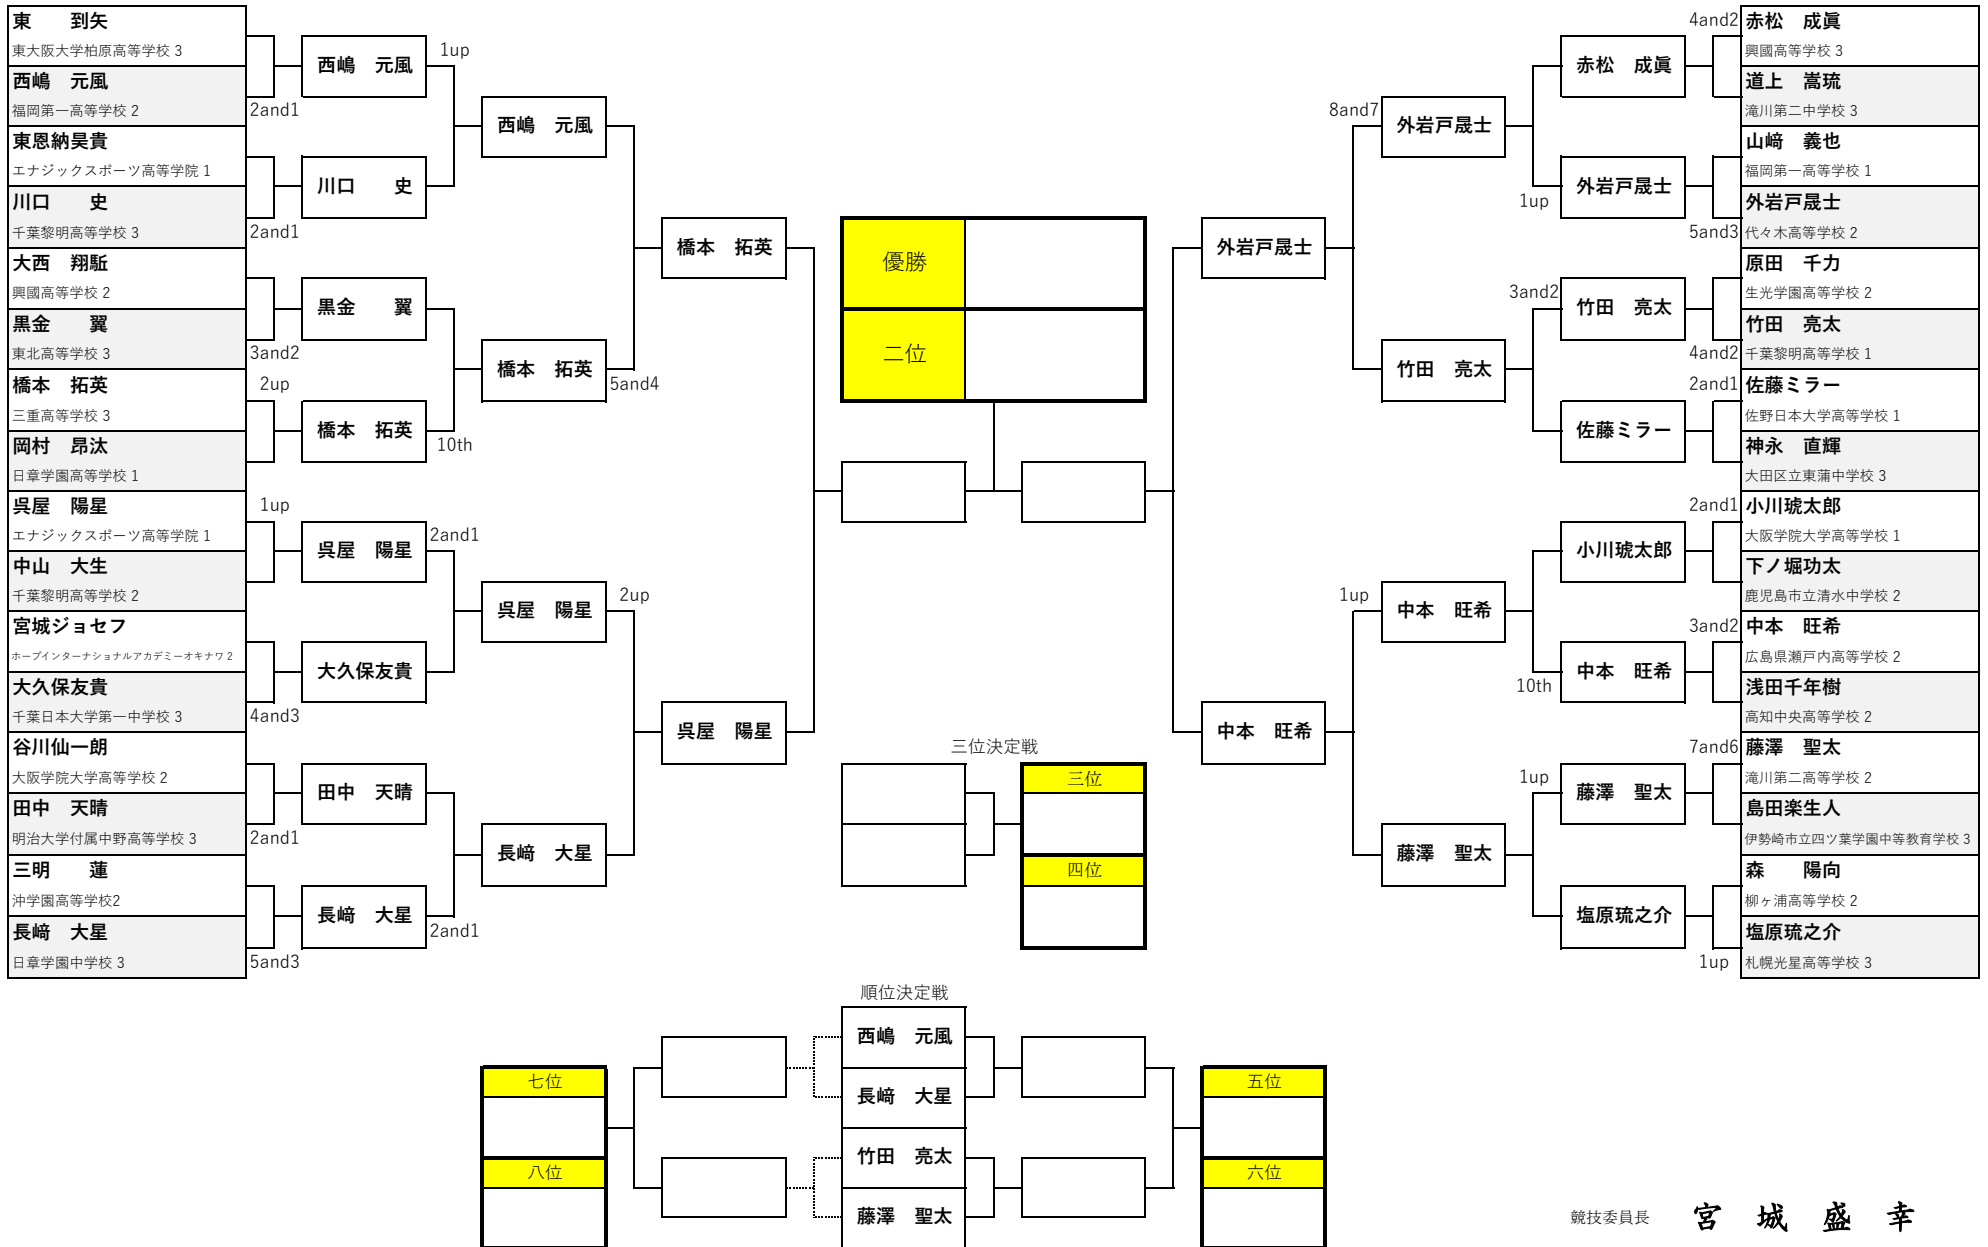 東　　到矢
東大阪大学柏原高等学校 3
西嶋　元風
福岡第一高等学校 2
2and1
東恩納昊貴
エナジックスポーツ高等学院 1
川口　　史
千葉黎明高等学校 3
2and1
大西　翔駈
興國高等学校 2
黒金　　翼
東北高等学校 3
3and2
橋本　拓英
三重高等学校 3
2up
岡村　昂汰
日章学園高等学校 1
呉屋　陽星
エナジックスポーツ高等学院 1
1up
中山　大生
千葉黎明高等学校 2
宮城ジョセフ
ホープインターナショナルアカデミーオキナワ 2
大久保友貴
千葉日本大学第一中学校 3
4and3
谷川仙一朗
大阪学院大学高等学校 2
田中　天晴
明治大学付属中野高等学校 3
2and1
三明　　蓮
沖学園高等学校2
長﨑　大星
日章学園中学校 3
5and3
西嶋　元風
1up
川口　　史
黒金　　翼
橋本　拓英
10th
呉屋　陽星
2and1
大久保友貴
田中　天晴
長﨑　大星
2and1
西嶋　元風
橋本　拓英
5and4
呉屋　陽星
2up
長﨑　大星
橋本　拓英
呉屋　陽星
優勝
二位
三位決定戦
三位
四位
外岩戸晟士
中本　旺希
8and7
外岩戸晟士
竹田　亮太
1up
中本　旺希
藤澤　聖太
赤松　成眞
外岩戸晟士
1up
3and2
竹田　亮太
佐藤ミラー
小川琥太郎
中本　旺希
10th
1up
藤澤　聖太
塩原琉之介
4and2
赤松　成眞
興國高等学校 3
道上　嵩琉
滝川第二中学校 3
山﨑　義也
福岡第一高等学校 1
外岩戸晟士
5and3
代々木高等学校 2
原田　千力
生光学園高等学校 2
竹田　亮太
4and2
千葉黎明高等学校 1
2and1
佐藤ミラー
佐野日本大学高等学校 1
神永　直輝
大田区立東蒲中学校 3
2and1
小川琥太郎
大阪学院大学高等学校 1
下ノ堀功太
鹿児島市立清水中学校 2
3and2
中本　旺希
広島県瀬戸内高等学校 2
浅田千年樹
高知中央高等学校 2
7and6
藤澤　聖太
滝川第二高等学校 2
島田楽生人
伊勢崎市立四ツ葉学園中等教育学校 3
森　　陽向
柳ヶ浦高等学校 2
塩原琉之介
1up
札幌光星高等学校 3
順位決定戦
西嶋　元風
長﨑　大星
竹田　亮太
藤澤　聖太
七位
八位
五位
六位
競技委員長　宮　城　盛　幸